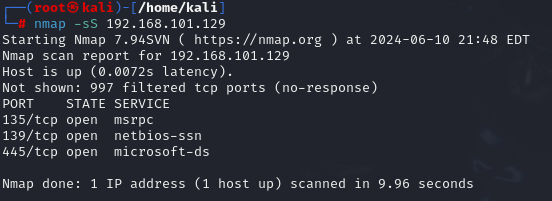 ┌──(root㉿kali)-[/home/kali]
└─# nmap -sS 192.168.101.129
Starting Nmap 7.94SVN ( https://nmap.org ) at 2024-06-10 21:48 EDT
Nmap scan report for 192.168.101.129
Host is up (0.0072s latency).
Not shown: 997 filtered tcp ports (no-response)
PORT    STATE SERVICE
135/tcp open  msrpc
139/tcp open  netbios-ssn
445/tcp open  microsoft-ds
Nmap done: 1 IP address (1 host up) scanned in 9.96 seconds